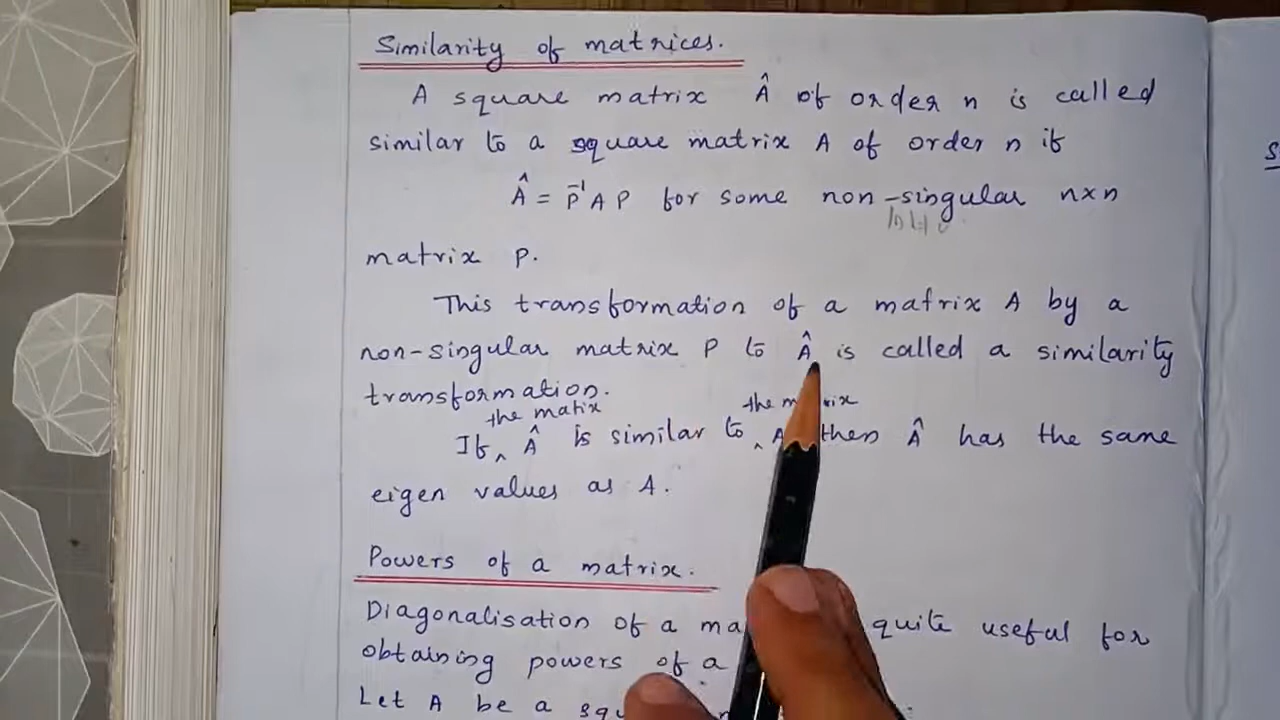 Similarity of matrices.
A square matrix Â of order n is called
similar to a square matrix A of order n if
Â = P⁻¹ A P for some non-singular n×n
matrix P.
This transformation of a matrix A by a
non-singular matrix P to Â is called a similarity
transformation.
the matix the
If ‸ Â is similar to ‸ then Â has the same
eigen values as A.
Powers of a matrix.
Diagonalisation of a quite useful for
obtaining powers of a
Let A be a